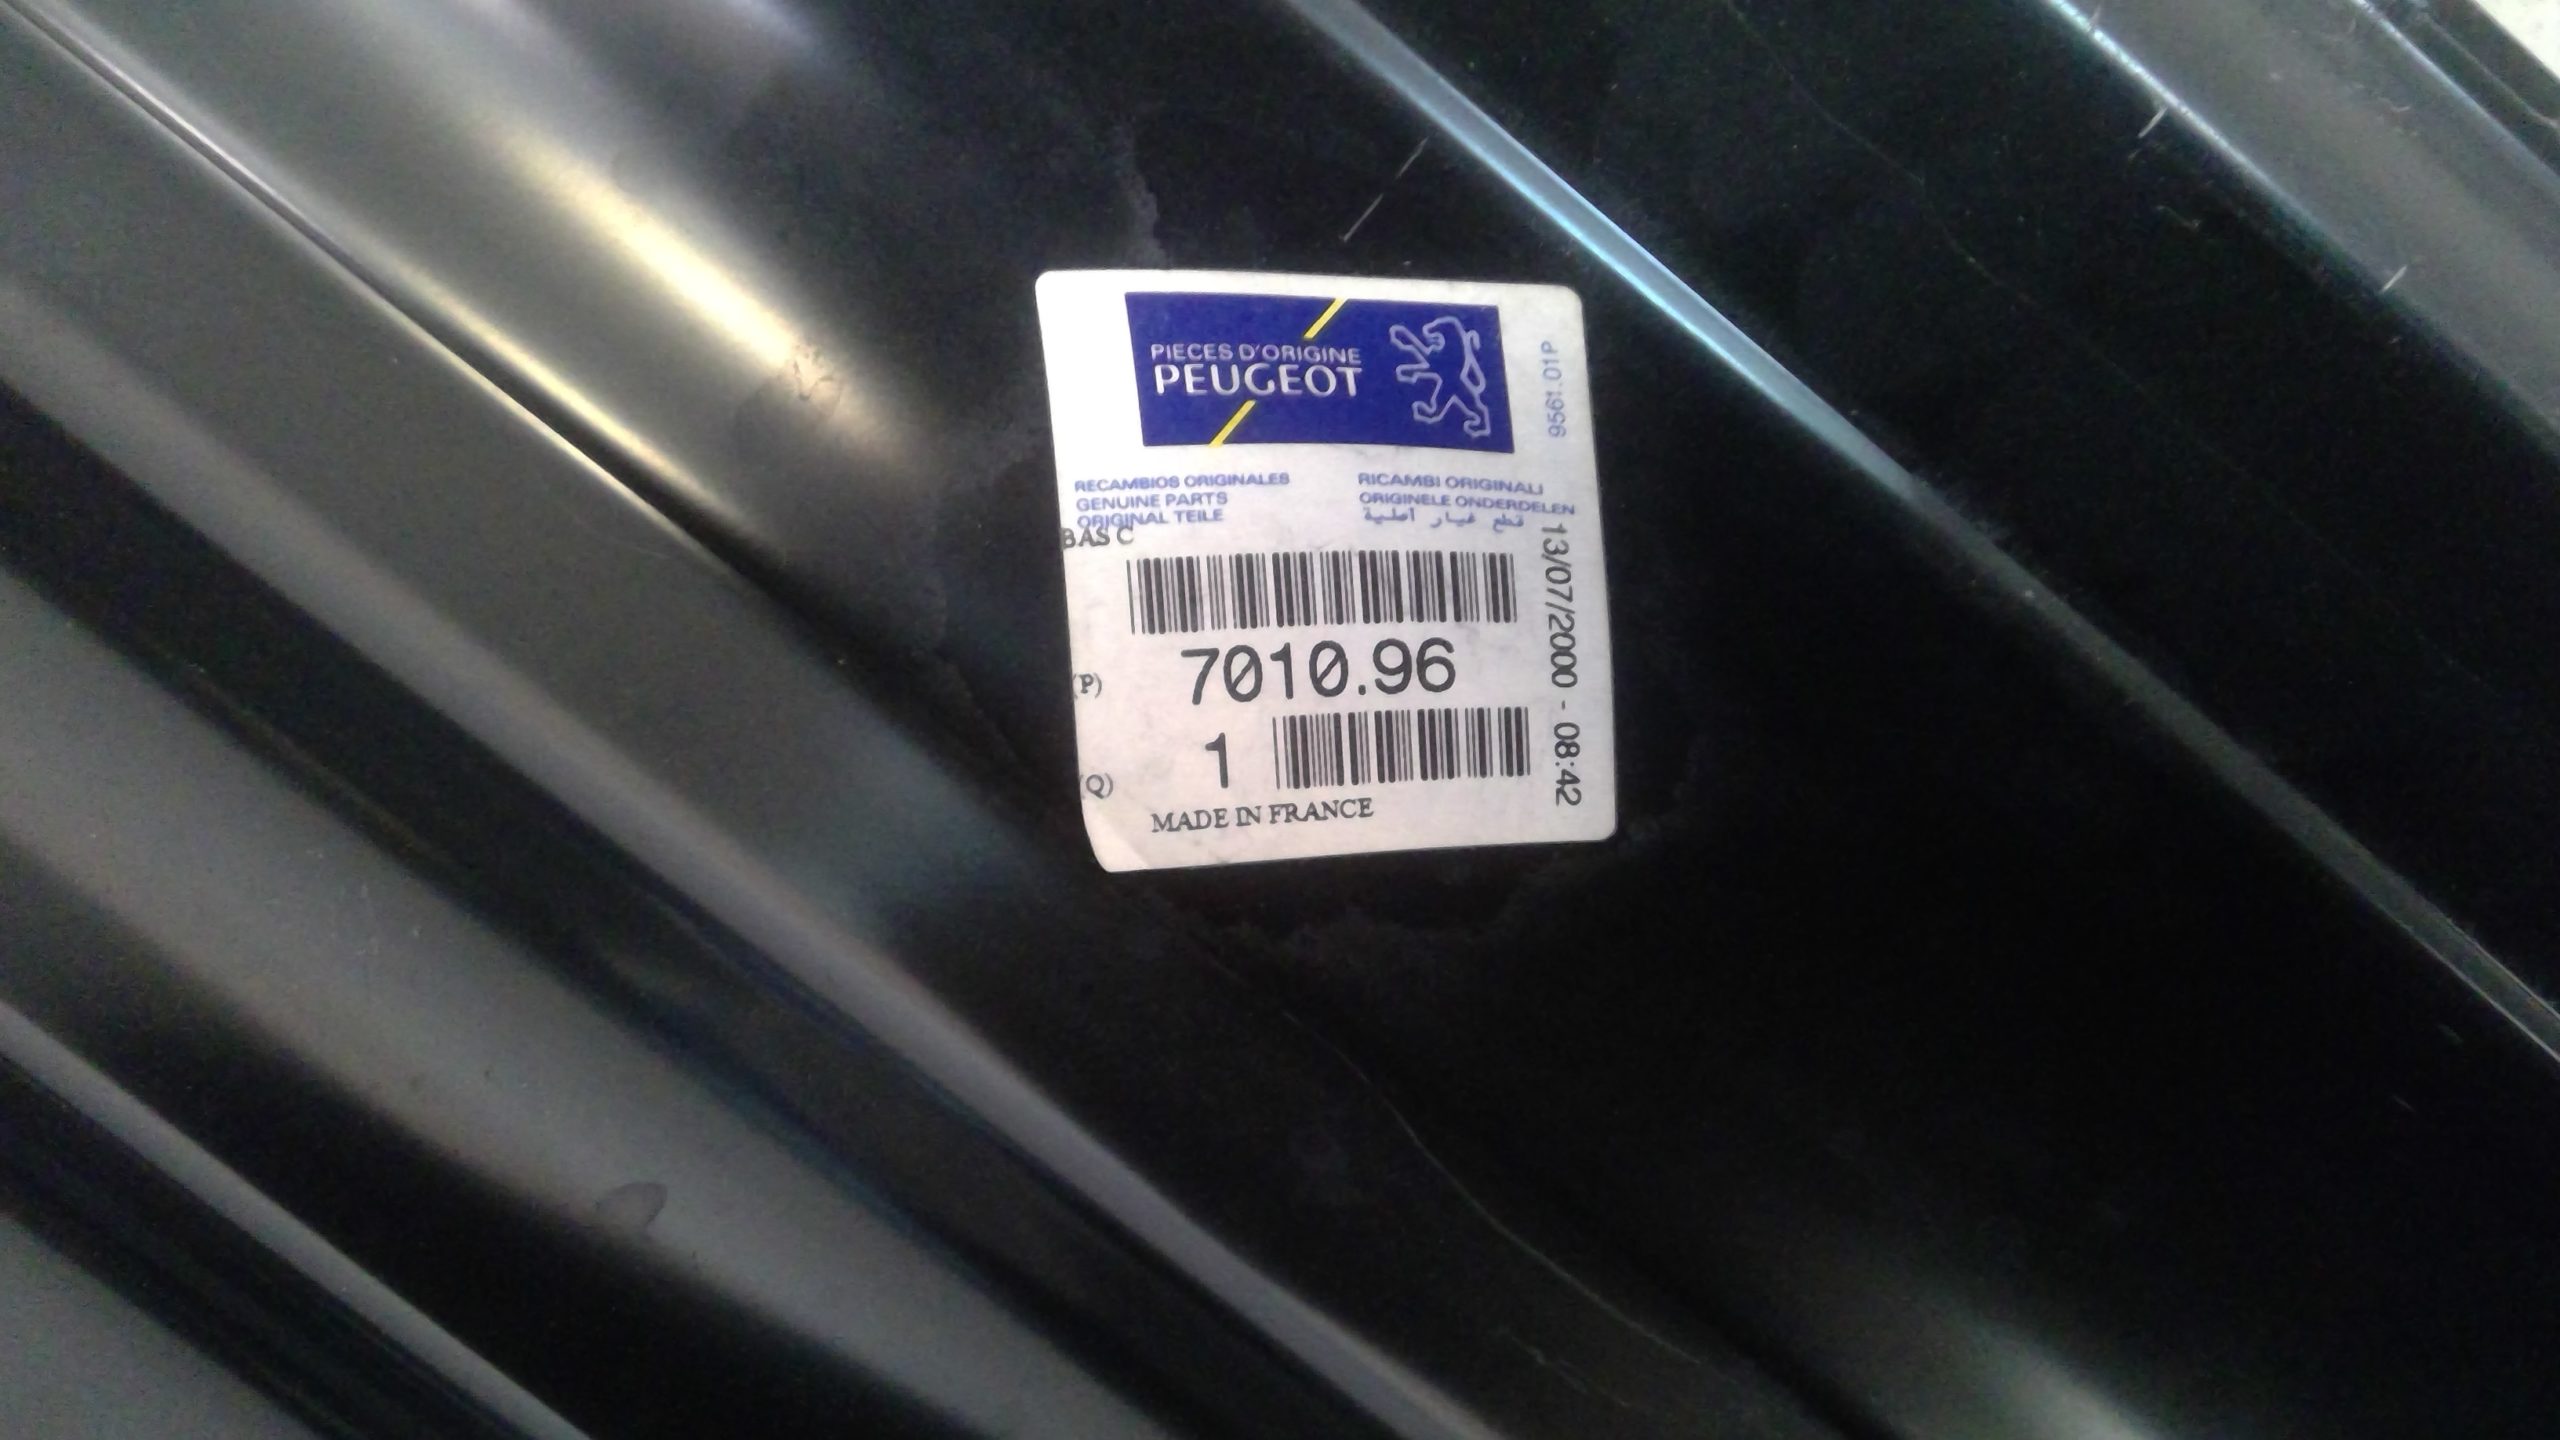 PIECES D'ORIGINE
PEUGEOT
9561.01P
RECAMBIOS ORIGINALES
GENUINE PARTS
ORIGINAL TEILE
RICAMBI ORIGINALI
ORIGINELE ONDERDELEN
قطع غيار اصلية
BAS C
13/07/2000 - 08:42
(P) 7010.96
(Q) 1
MADE IN FRANCE